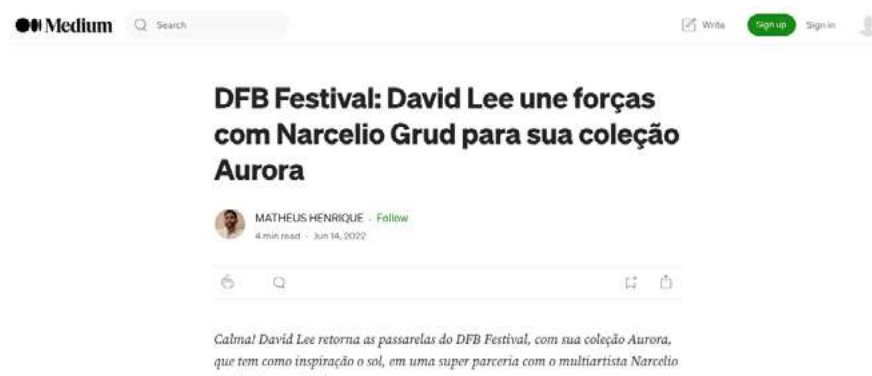 Medium
Search
Write
Sign up
Sign in
DFB Festival: David Lee une forças
com Narcelio Grud para sua coleção
Aurora
MATHEUS HENRIQUE · Follow
4 min read · Jun 14, 2022
Calma! David Lee retorna as passarelas do DFB Festival, com sua coleção Aurora,
que tem como inspiração o sol, em uma super parceria com o multiartista Narcelio